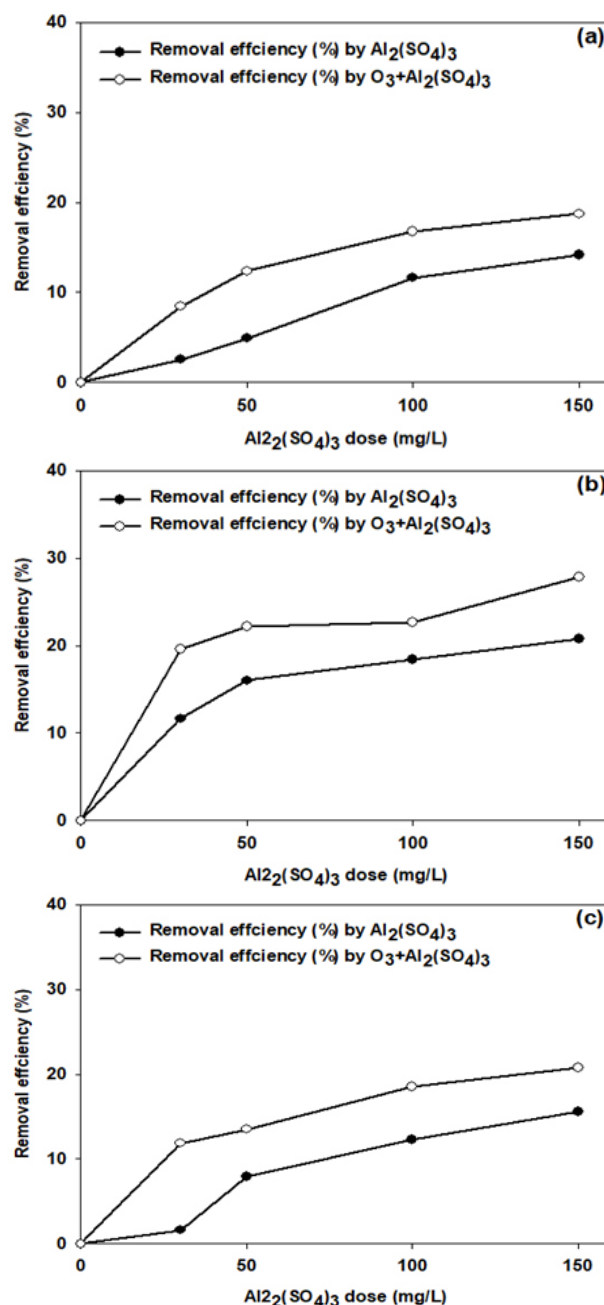 40
(a)
Removal effciency (%) by Al2(SO4)3
Removal effciency (%) by O3+Al2(SO4)3
30
20
10
0
Removal effciency (%)
0 50 100 150
Al2₂(SO4)3 dose (mg/L)
40
(b)
Removal effciency (%) by Al2(SO4)3
Removal effciency (%) by O3+Al2(SO4)3
30
20
10
0
Removal effciency (%)
0 50 100 150
Al2₂(SO4)3 dose (mg/L)
40
(c)
Removal effciency (%) by Al2(SO4)3
Removal effciency (%) by O3+Al2(SO4)3
30
20
10
0
Removal effciency (%)
0 50 100 150
Al2₂(SO4)3 dose (mg/L)